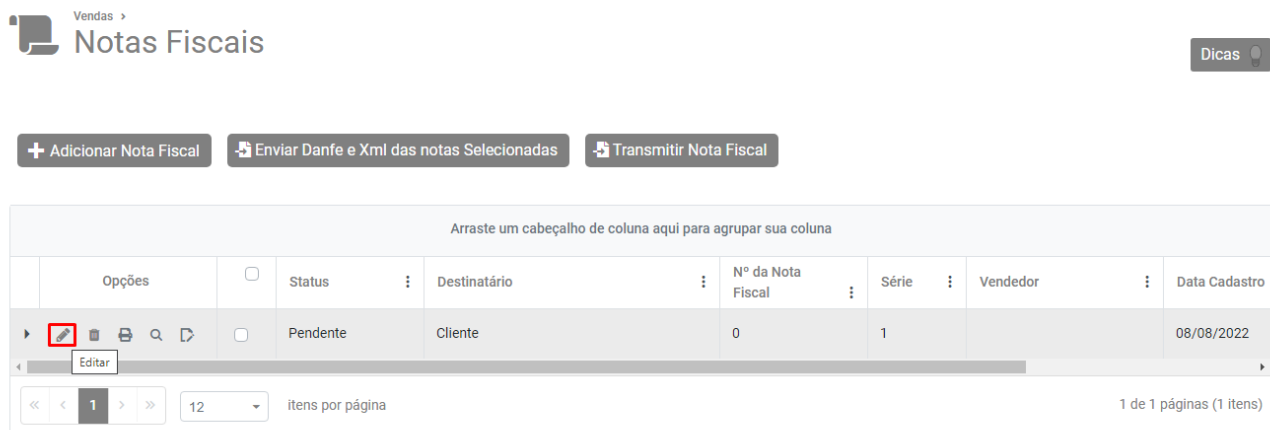 Vendas >
Notas Fiscais
Dicas
Adicionar Nota Fiscal Enviar Danfe e Xml das notas Selecionadas Transmitir Nota Fiscal
Arraste um cabeçalho de coluna aqui para agrupar sua coluna
Opções Status Destinatário Nº da Nota Fiscal Série Vendedor Data Cadastro
Pendente Cliente 0 1 08/08/2022
Editar
« < 1 > » 12 itens por página 1 de 1 páginas (1 itens)